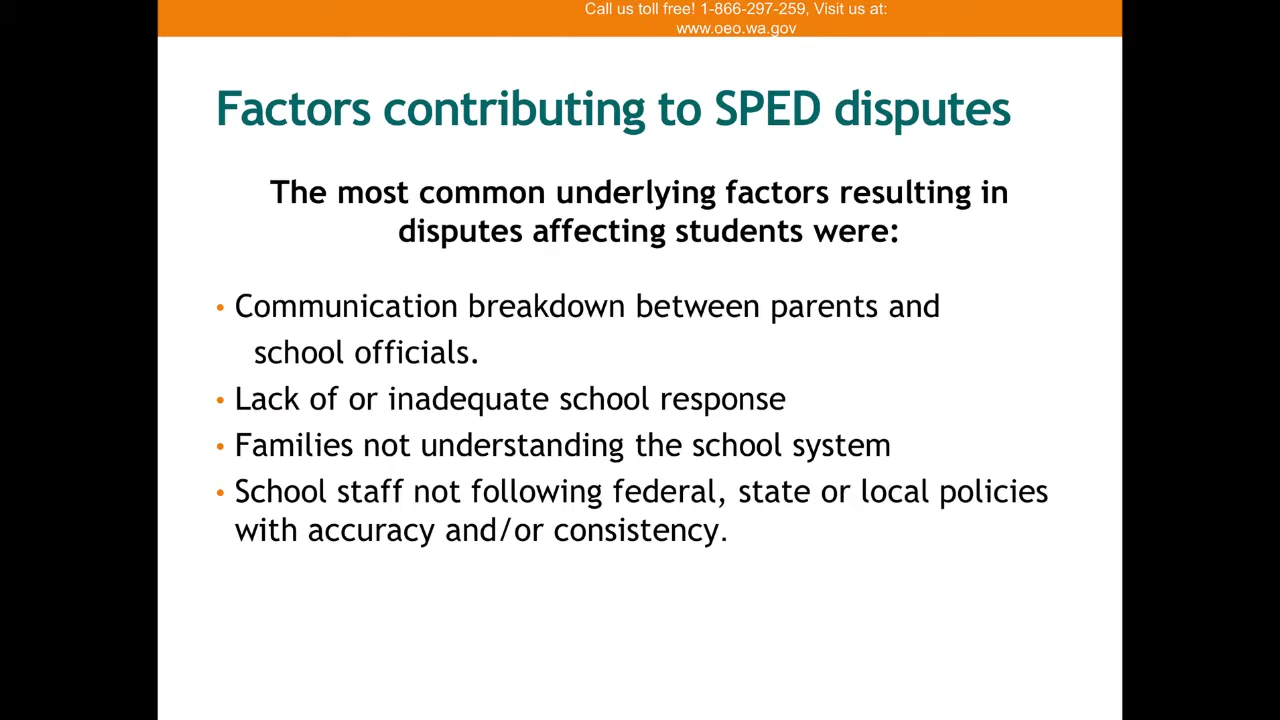 Call us toll free! 1-866-297-259, Visit us at:
www.oeo.wa.gov
Factors contributing to SPED disputes
The most common underlying factors resulting in
disputes affecting students were:
• Communication breakdown between parents and
school officials.
• Lack of or inadequate school response
• Families not understanding the school system
• School staff not following federal, state or local policies
with accuracy and/or consistency.